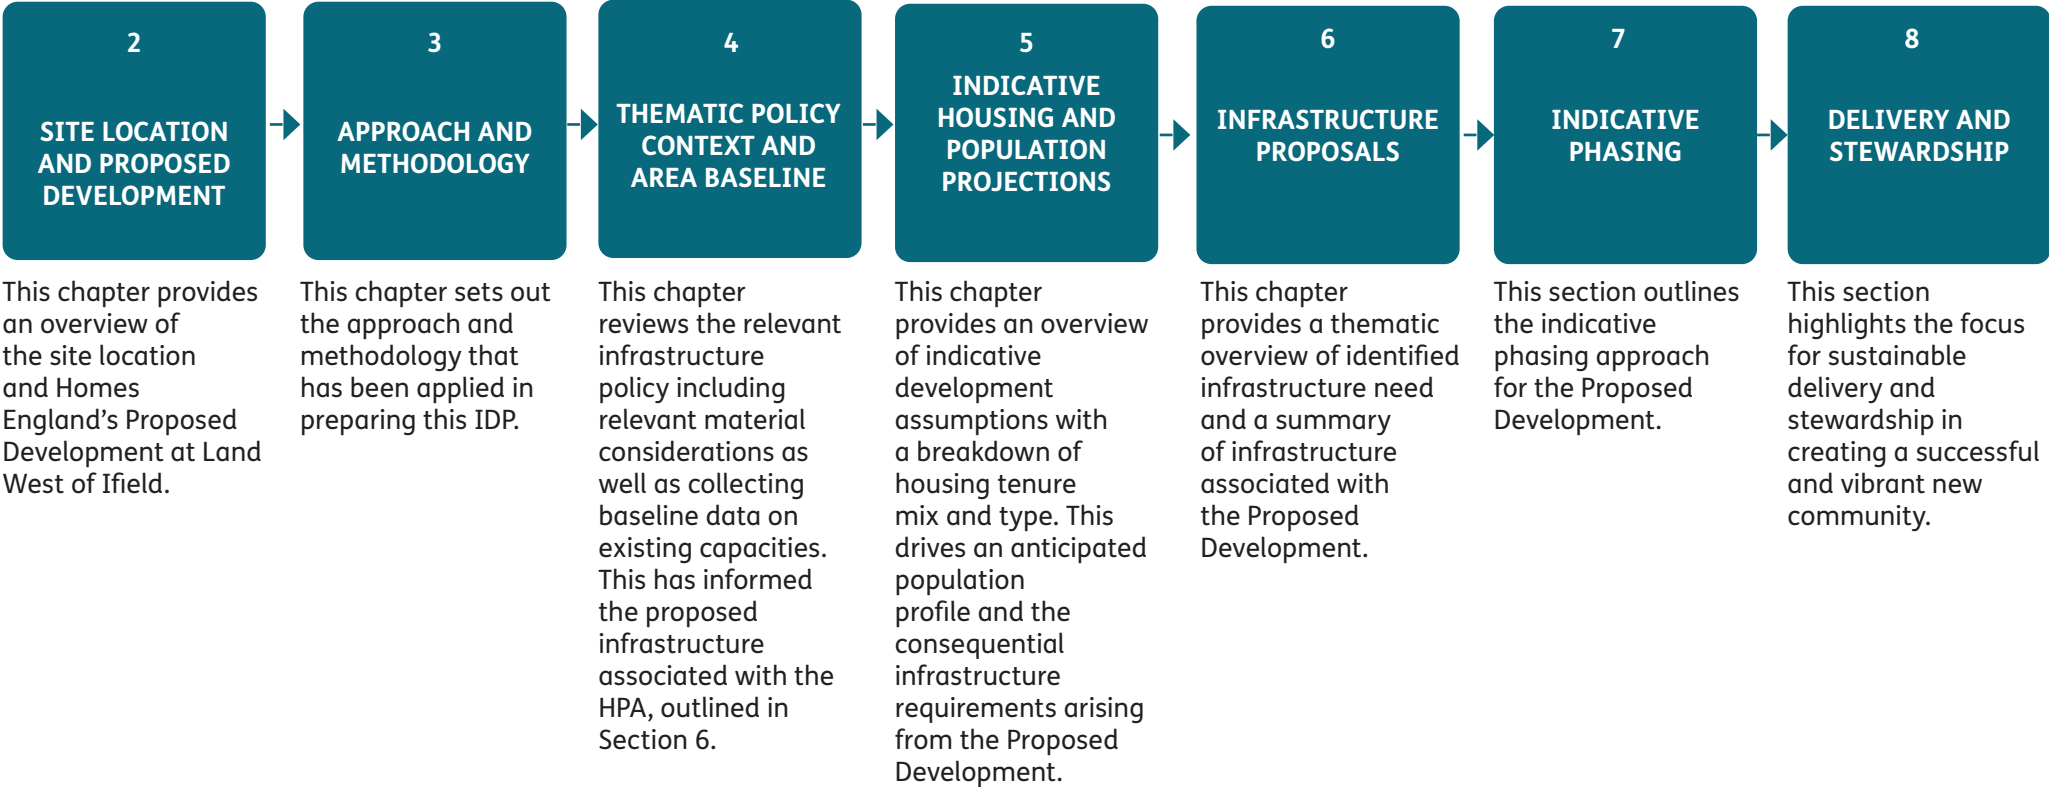 2
SITE LOCATION
AND PROPOSED
DEVELOPMENT
This chapter provides
an overview of
the site location
and Homes
England’s Proposed
Development at Land
West of Ifield.
3
APPROACH AND
METHODOLOGY
This chapter sets out
the approach and
methodology that
has been applied in
preparing this IDP.
4
THEMATIC POLICY
CONTEXT AND
AREA BASELINE
This chapter
reviews the relevant
infrastructure
policy including
relevant material
considerations as
well as collecting
baseline data on
existing capacities.
This has informed
the proposed
infrastructure
associated with the
HPA, outlined in
Section 6.
5
INDICATIVE
HOUSING AND
POPULATION
PROJECTIONS
This chapter
provides an overview
of indicative
development
assumptions with
a breakdown of
housing tenure
mix and type. This
drives an anticipated
population
profile and the
consequential
infrastructure
requirements arising
from the Proposed
Development.
6
INFRASTRUCTURE
PROPOSALS
This chapter
provides a thematic
overview of identified
infrastructure need
and a summary
of infrastructure
associated with
the Proposed
Development.
7
INDICATIVE
PHASING
This section outlines
the indicative
phasing approach
for the Proposed
Development.
8
DELIVERY AND
STEWARDSHIP
This section
highlights the focus
for sustainable
delivery and
stewardship in
creating a successful
and vibrant new
community.